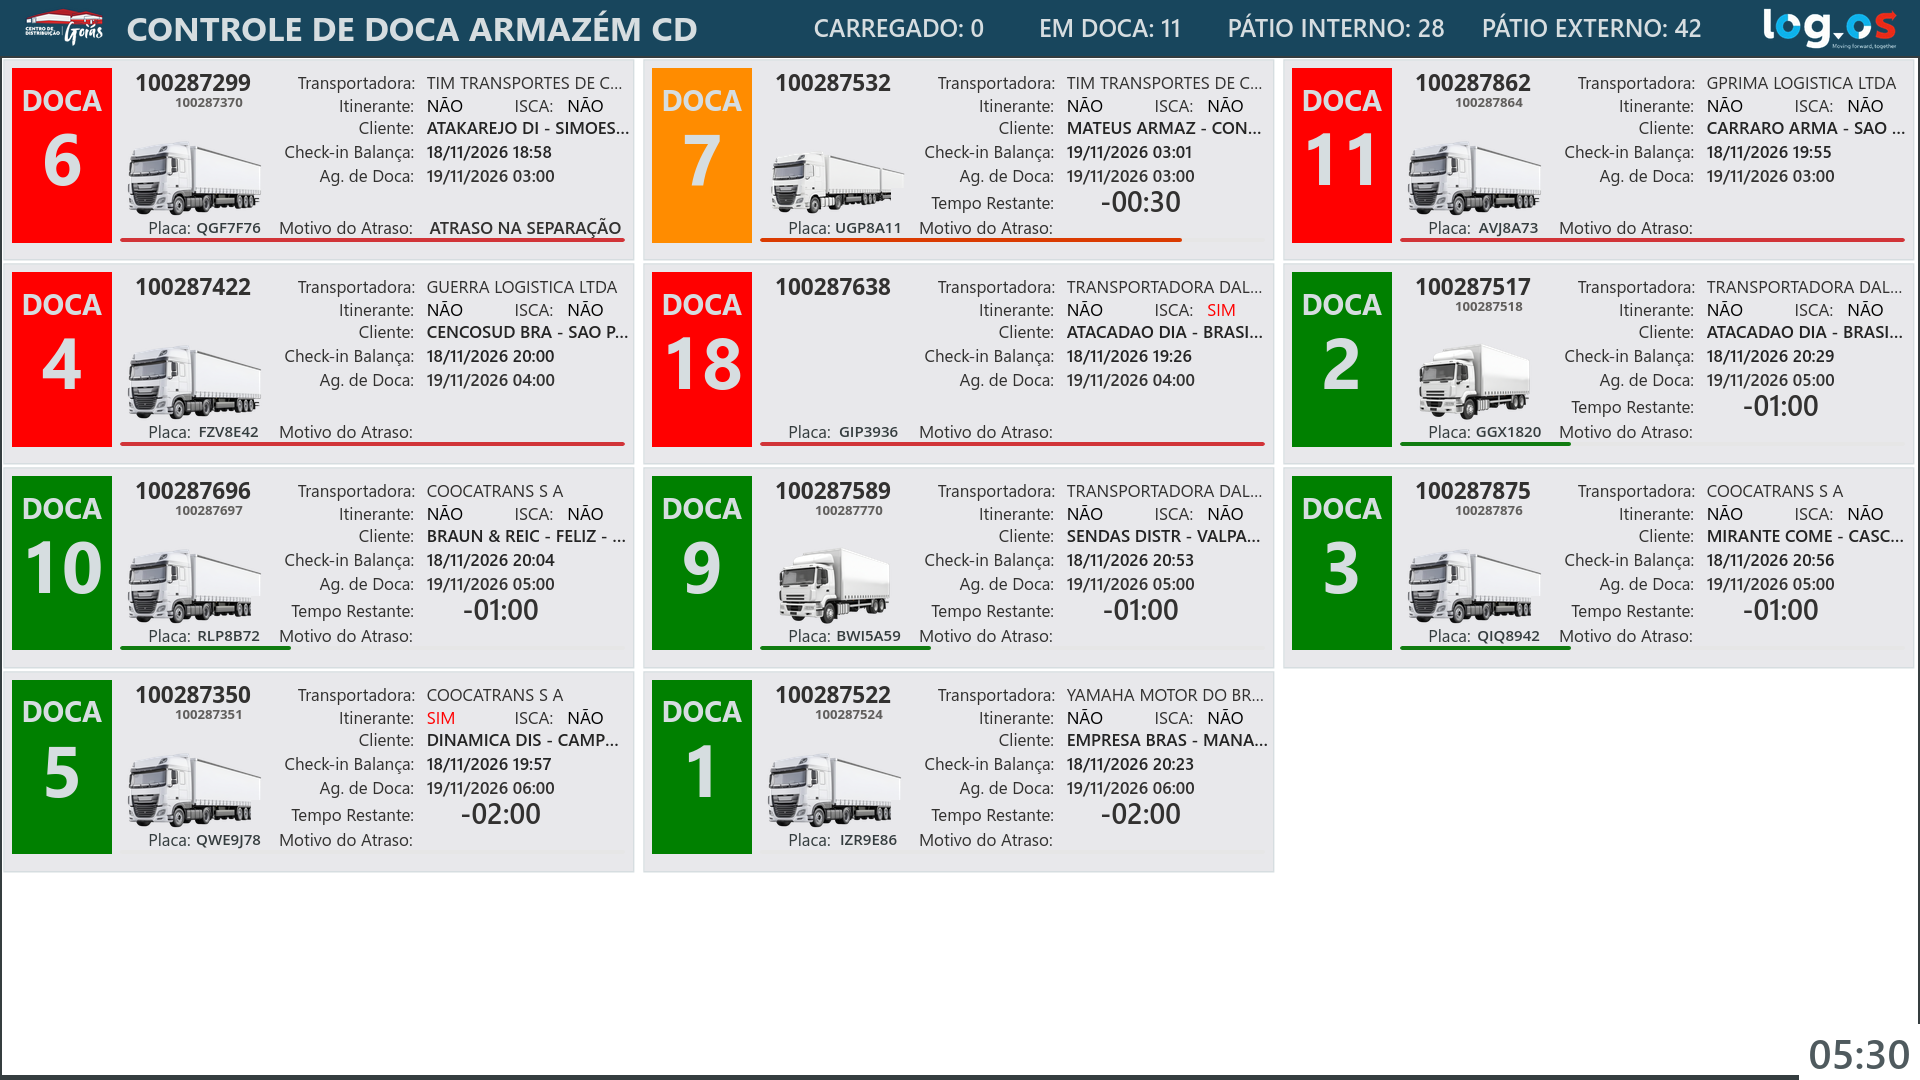 CENTRO DE DISTRIBUIÇÃO Goiás
CONTROLE DE DOCA ARMAZÉM CD
CARREGADO: 0
EM DOCA: 11
PÁTIO INTERNO: 28
PÁTIO EXTERNO: 42
log.os
Moving forward, together
DOCA
6
100287299
100287370
Transportadora: TIM TRANSPORTES DE C...
Itinerante: NÃO ISCA: NÃO
Cliente: ATAKAREJO DI - SIMOES...
Check-in Balança: 18/11/2026 18:58
Ag. de Doca: 19/11/2026 03:00
Placa: QGF7F76 Motivo do Atraso: ATRASO NA SEPARAÇÃO
DOCA
7
100287532
Transportadora: TIM TRANSPORTES DE C...
Itinerante: NÃO ISCA: NÃO
Cliente: MATEUS ARMAZ - CON...
Check-in Balança: 19/11/2026 03:01
Ag. de Doca: 19/11/2026 03:00
Tempo Restante: -00:30
Placa: UGP8A11 Motivo do Atraso:
DOCA
11
100287862
100287864
Transportadora: GPRIMA LOGISTICA LTDA
Itinerante: NÃO ISCA: NÃO
Cliente: CARRARO ARMA - SAO ...
Check-in Balança: 18/11/2026 19:55
Ag. de Doca: 19/11/2026 03:00
Placa: AVJ8A73 Motivo do Atraso:
DOCA
4
100287422
Transportadora: GUERRA LOGISTICA LTDA
Itinerante: NÃO ISCA: NÃO
Cliente: CENCOSUD BRA - SAO P...
Check-in Balança: 18/11/2026 20:00
Ag. de Doca: 19/11/2026 04:00
Placa: FZV8E42 Motivo do Atraso:
DOCA
18
100287638
Transportadora: TRANSPORTADORA DAL...
Itinerante: NÃO ISCA: SIM
Cliente: ATACADAO DIA - BRASI...
Check-in Balança: 18/11/2026 19:26
Ag. de Doca: 19/11/2026 04:00
Placa: GIP3936 Motivo do Atraso:
DOCA
2
100287517
100287518
Transportadora: TRANSPORTADORA DAL...
Itinerante: NÃO ISCA: NÃO
Cliente: ATACADAO DIA - BRASI...
Check-in Balança: 18/11/2026 20:29
Ag. de Doca: 19/11/2026 05:00
Tempo Restante: -01:00
Placa: GGX1820 Motivo do Atraso:
DOCA
10
100287696
100287697
Transportadora: COOCATRANS S A
Itinerante: NÃO ISCA: NÃO
Cliente: BRAUN & REIC - FELIZ - ...
Check-in Balança: 18/11/2026 20:04
Ag. de Doca: 19/11/2026 05:00
Tempo Restante: -01:00
Placa: RLP8B72 Motivo do Atraso:
DOCA
9
100287589
100287770
Transportadora: TRANSPORTADORA DAL...
Itinerante: NÃO ISCA: NÃO
Cliente: SENDAS DISTR - VALPA...
Check-in Balança: 18/11/2026 20:53
Ag. de Doca: 19/11/2026 05:00
Tempo Restante: -01:00
Placa: BWI5A59 Motivo do Atraso:
DOCA
3
100287875
100287876
Transportadora: COOCATRANS S A
Itinerante: NÃO ISCA: NÃO
Cliente: MIRANTE COME - CASC...
Check-in Balança: 18/11/2026 20:56
Ag. de Doca: 19/11/2026 05:00
Tempo Restante: -01:00
Placa: QIQ8942 Motivo do Atraso:
DOCA
5
100287350
100287351
Transportadora: COOCATRANS S A
Itinerante: SIM ISCA: NÃO
Cliente: DINAMICA DIS - CAMP...
Check-in Balança: 18/11/2026 19:57
Ag. de Doca: 19/11/2026 06:00
Tempo Restante: -02:00
Placa: QWE9J78 Motivo do Atraso:
DOCA
1
100287522
100287524
Transportadora: YAMAHA MOTOR DO BR...
Itinerante: NÃO ISCA: NÃO
Cliente: EMPRESA BRAS - MANA...
Check-in Balança: 18/11/2026 20:23
Ag. de Doca: 19/11/2026 06:00
Tempo Restante: -02:00
Placa: IZR9E86 Motivo do Atraso:
05:30